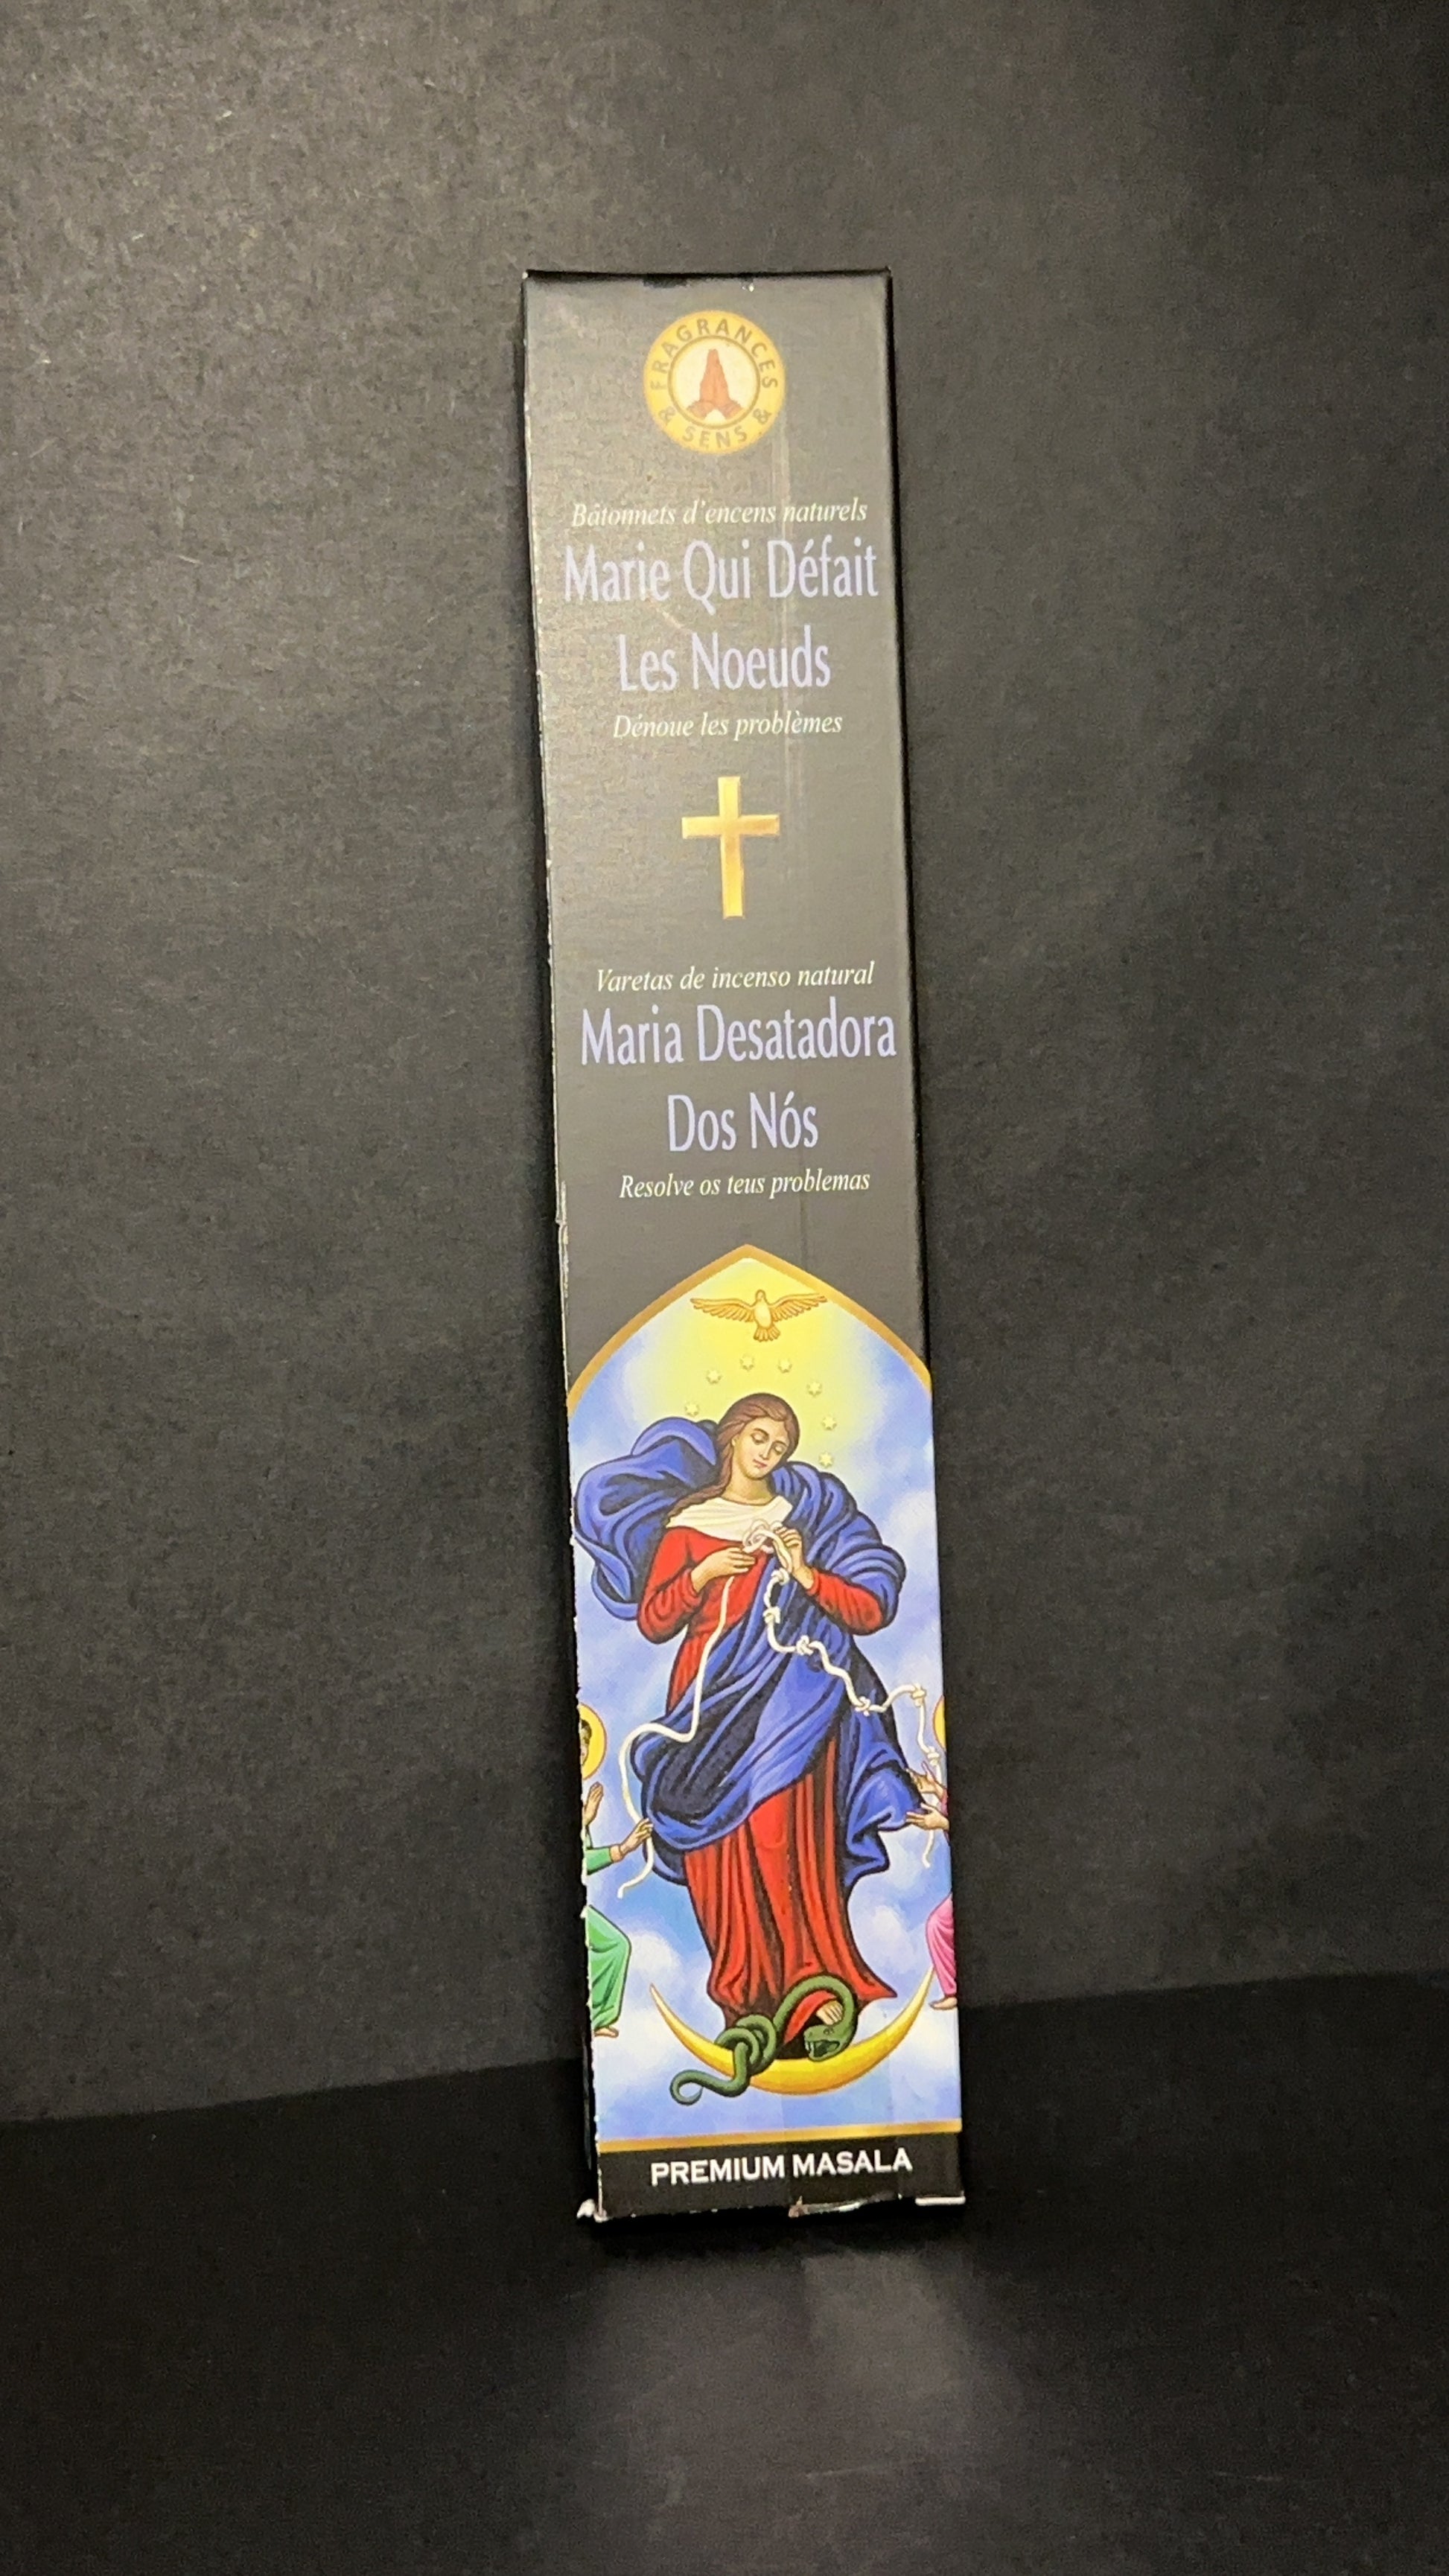 FRAGRANCES
& SENS &
Bâtonnets d'encens naturels
Marie Qui Défait
Les Noeuds
Dénoue les problèmes
Varetas de incenso natural
Maria Desatadora
Dos Nós
Resolve os teus problemas
PREMIUM MASALA